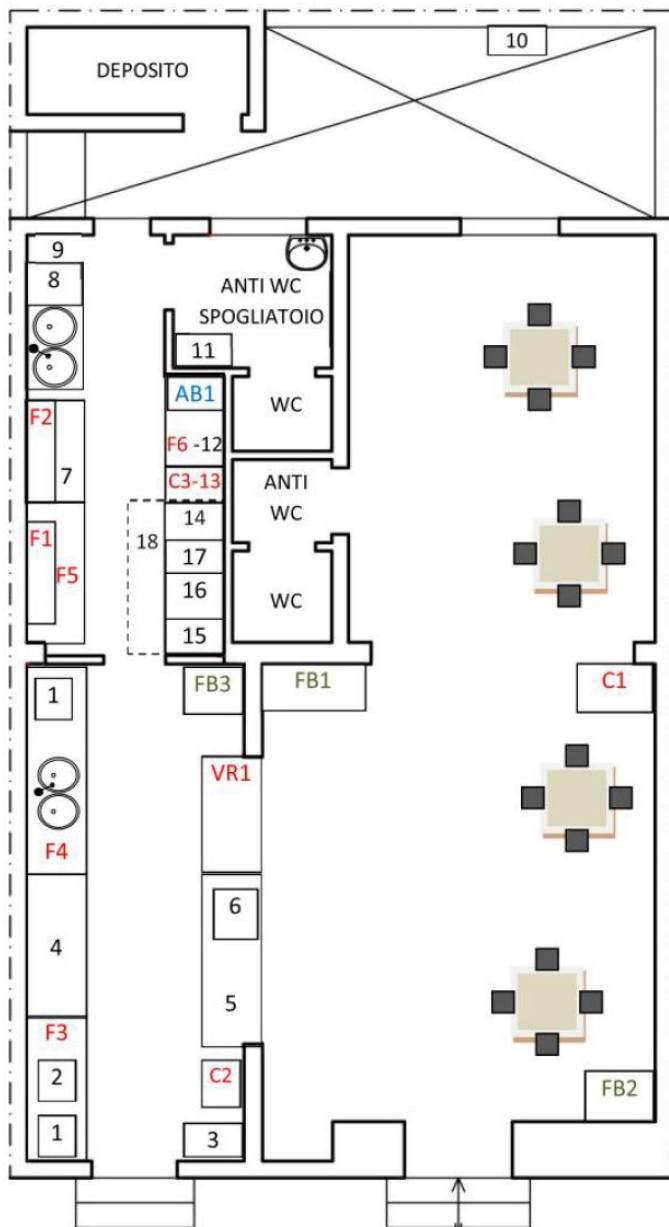 10
DEPOSITO
9
8
ANTI WC
SPOGLIATOIO
11
AB1
WC
F2
F6 -12
7
C3-13
ANTI
WC
14
F1
18
17
F5
16
WC
15
FB3
FB1
C1
1
VR1
F4
6
4
5
F3
2
C2
FB2
1
3